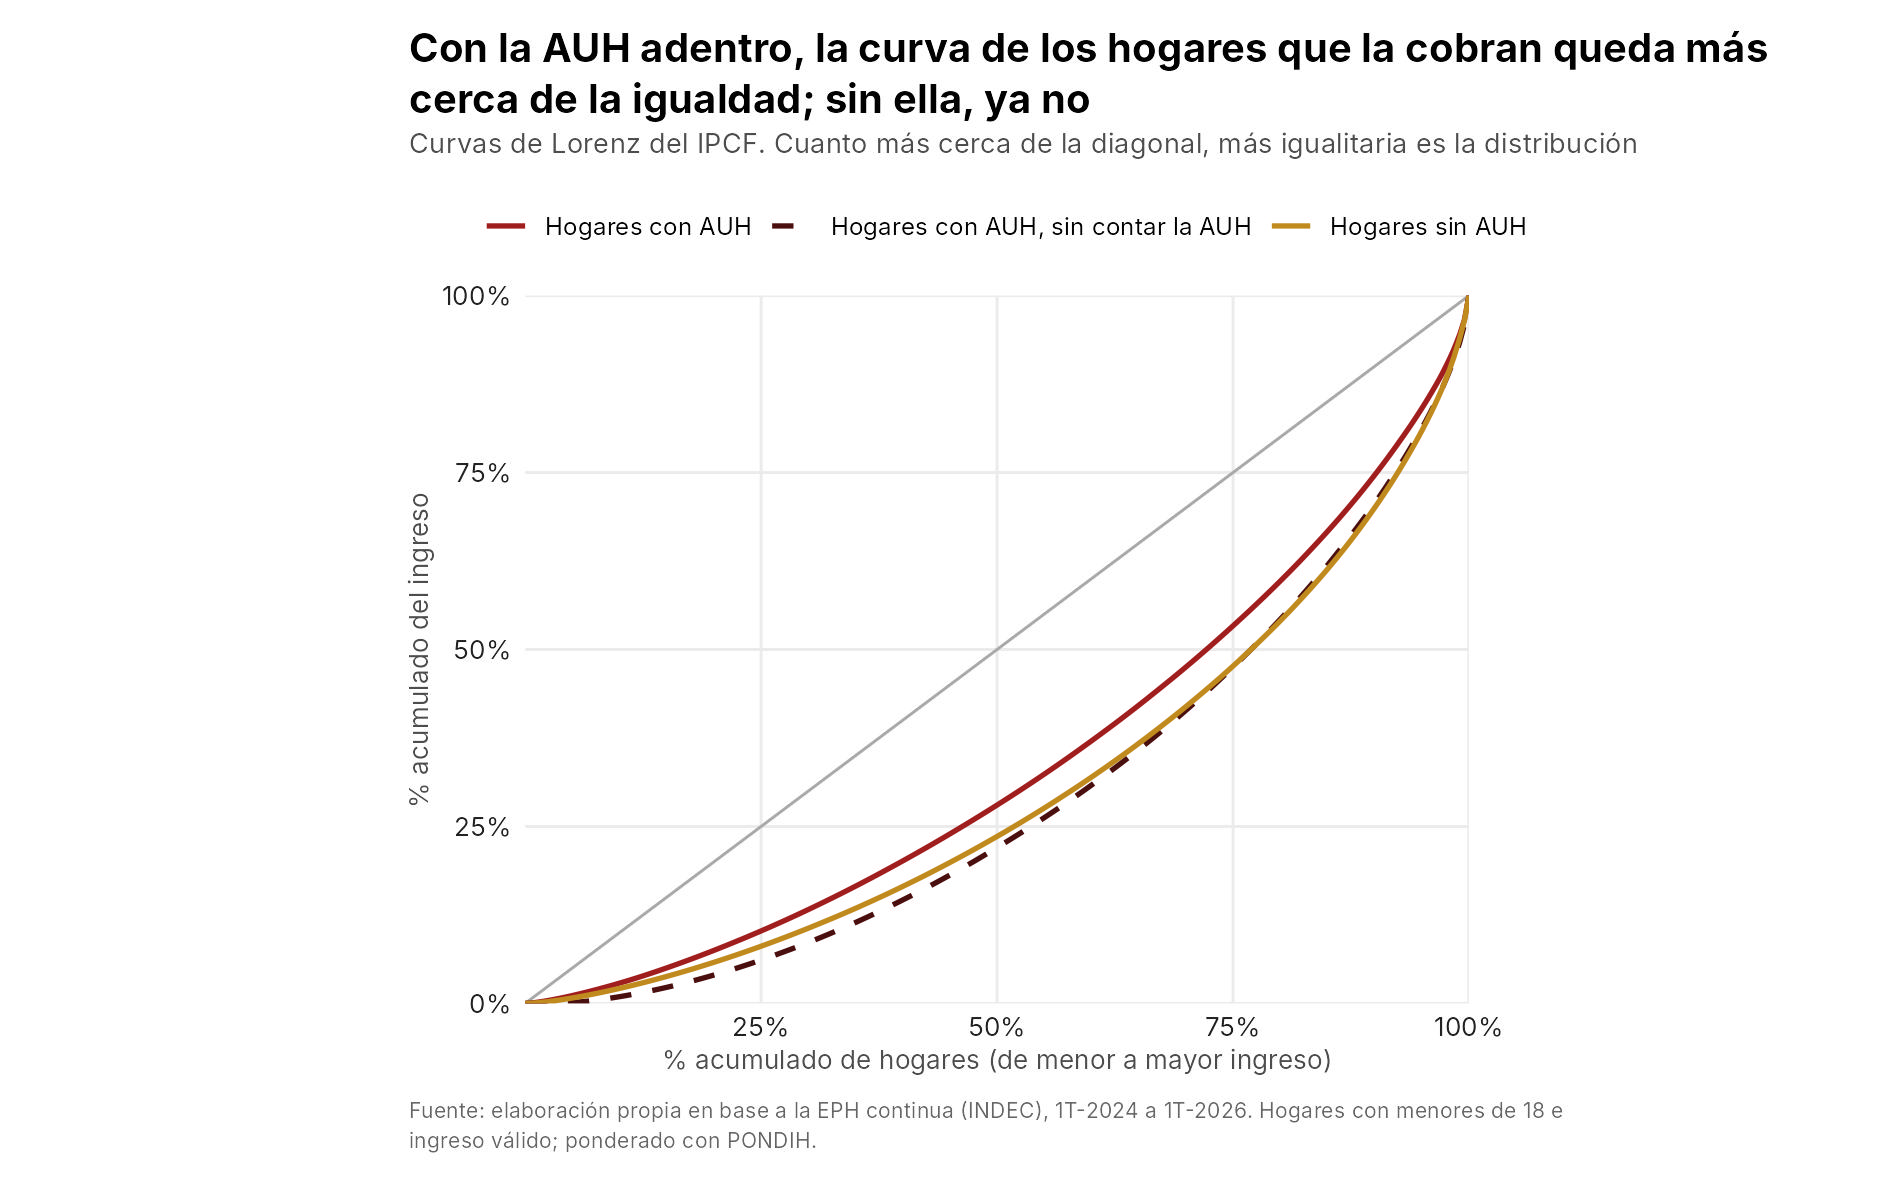 Con la AUH adentro, la curva de los hogares que la cobran queda más
cerca de la igualdad; sin ella, ya no
Curvas de Lorenz del IPCF. Cuanto más cerca de la diagonal, más igualitaria es la distribución
Hogares con AUH
Hogares con AUH, sin contar la AUH
Hogares sin AUH
% acumulado del ingreso
100%
75%
50%
25%
0%
25%
50%
75%
100%
% acumulado de hogares (de menor a mayor ingreso)
Fuente: elaboración propia en base a la EPH continua (INDEC), 1T-2024 a 1T-2026. Hogares con menores de 18 e
ingreso válido; ponderado con PONDIH.